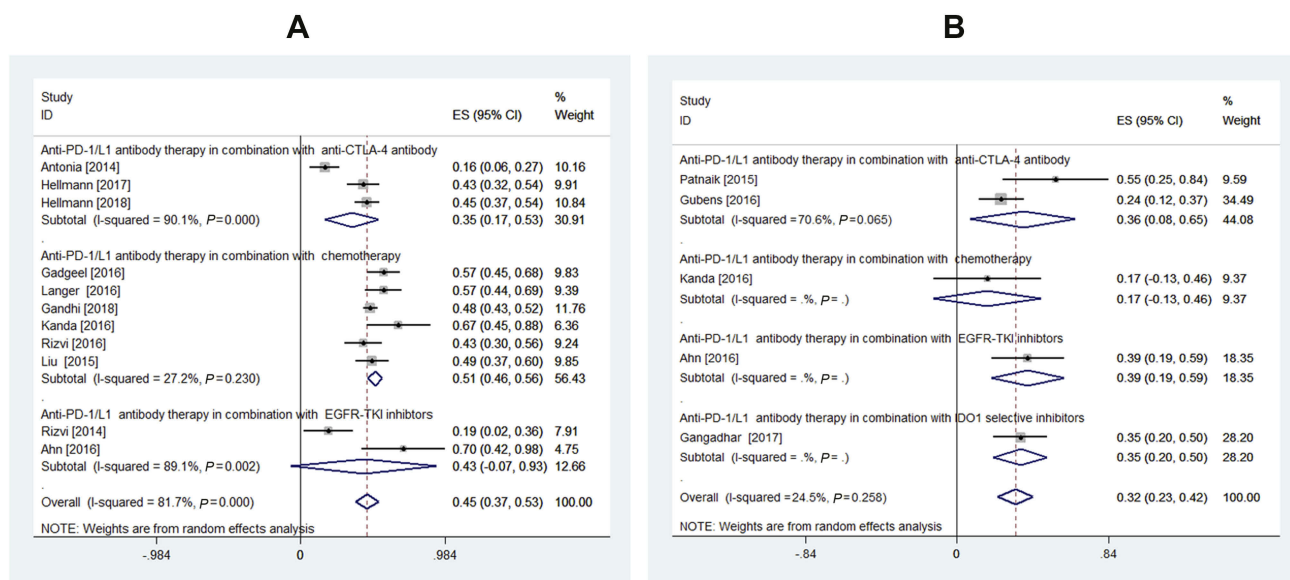 A
Study %
ID ES (95% CI) Weight
Anti-PD-1/L1 antibody therapy in combination with anti-CTLA-4 antibody
Antonia [2014] 0.16 (0.06, 0.27) 10.16
Hellmann [2017] 0.43 (0.32, 0.54) 9.91
Hellmann [2018] 0.45 (0.37, 0.54) 10.84
Subtotal (I-squared = 90.1%, P=0.000) 0.35 (0.17, 0.53) 30.91
.
Anti-PD-1/L1 antibody therapy in combination with chemotherapy
Gadgeel [2016] 0.57 (0.45, 0.68) 9.83
Langer [2016] 0.57 (0.44, 0.69) 9.39
Gandhi [2018] 0.48 (0.43, 0.52) 11.76
Kanda [2016] 0.67 (0.45, 0.88) 6.36
Rizvi [2016] 0.43 (0.30, 0.56) 9.24
Liu [2015] 0.49 (0.37, 0.60) 9.85
Subtotal (I-squared = 27.2%, P=0.230) 0.51 (0.46, 0.56) 56.43
.
Anti-PD-1/L1 antibody therapy in combination with EGFR-TKI inhibtors
Rizvi [2014] 0.19 (0.02, 0.36) 7.91
Ahn [2016] 0.70 (0.42, 0.98) 4.75
Subtotal (I-squared = 89.1%, P=0.002) 0.43 (-0.07, 0.93) 12.66
.
Overall (I-squared = 81.7%, P=0.000) 0.45 (0.37, 0.53) 100.00
NOTE: Weights are from random effects analysis
-.984 0 .984
B
Study %
ID ES (95% CI) Weight
Anti-PD-1/L1 antibody therapy in combination with anti-CTLA-4 antibody
Patnaik [2015] 0.55 (0.25, 0.84) 9.59
Gubens [2016] 0.24 (0.12, 0.37) 34.49
Subtotal (I-squared =70.6%, P=0.065) 0.36 (0.08, 0.65) 44.08
.
Anti-PD-1/L1 antibody therapy in combination with chemotherapy
Kanda [2016] 0.17 (-0.13, 0.46) 9.37
Subtotal (I-squared = .%, P= .) 0.17 (-0.13, 0.46) 9.37
.
Anti-PD-1/L1 antibody therapy in combination with EGFR-TKI inhibtors
Ahn [2016] 0.39 (0.19, 0.59) 18.35
Subtotal (I-squared = .%, P= .) 0.39 (0.19, 0.59) 18.35
.
Anti-PD-1/L1 antibody therapy in combination with IDO1 selective inhibitors
Gangadhar [2017] 0.35 (0.20, 0.50) 28.20
Subtotal (I-squared = .%, P= .) 0.35 (0.20, 0.50) 28.20
.
Overall (I-squared =24.5%, P=0.258) 0.32 (0.23, 0.42) 100.00
NOTE: Weights are from random effects analysis
-.84 0 .84